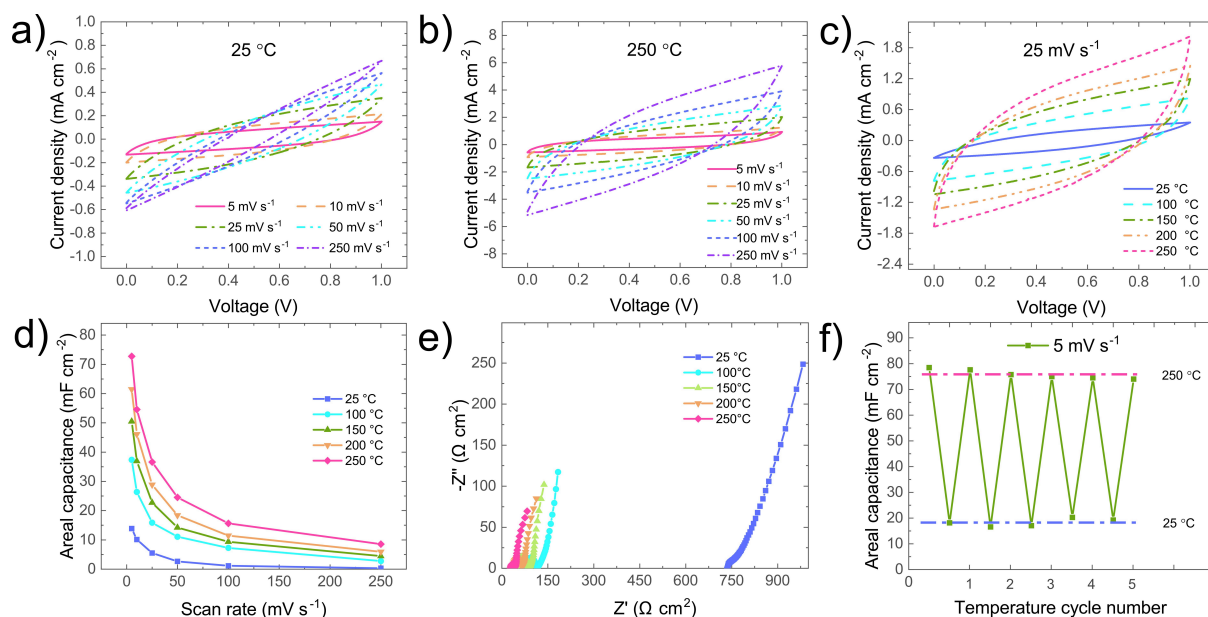 a)
25 °C
Current density (mA cm-2)
1.0
0.8
0.6
0.4
0.2
0.0
-0.2
-0.4
-0.6
-0.8
-1.0
5 mV s-1
10 mV s-1
25 mV s-1
50 mV s-1
100 mV s-1
250 mV s-1
0.0 0.2 0.4 0.6 0.8 1.0
Voltage (V)
b)
250 °C
Current density (mA cm-2)
8
6
4
2
0
-2
-4
-6
-8
5 mV s-1
10 mV s-1
25 mV s-1
50 mV s-1
100 mV s-1
250 mV s-1
0.0 0.2 0.4 0.6 0.8 1.0
Voltage (V)
c)
25 mV s-1
Current density (mA cm-2)
1.8
1.2
0.6
0.0
-0.6
-1.2
-1.8
-2.4
25 °C
100 °C
150 °C
200 °C
250 °C
0.0 0.2 0.4 0.6 0.8 1.0
Voltage (V)
d)
Areal capacitance (mF cm-2)
80
70
60
50
40
30
20
10
0
25 °C
100 °C
150 °C
200 °C
250 °C
0 50 100 150 200 250
Scan rate (mV s-1)
e)
-Z'' (Ω cm2)
250
200
150
100
50
0
25 °C
100°C
150°C
200°C
250°C
0 150 300 450 600 750 900
Z' (Ω cm2)
f)
5 mV s-1
Areal capacitance (mF cm-2)
90
80
70
60
50
40
30
20
10
0
250 °C
25 °C
0 1 2 3 4 5
Temperature cycle number